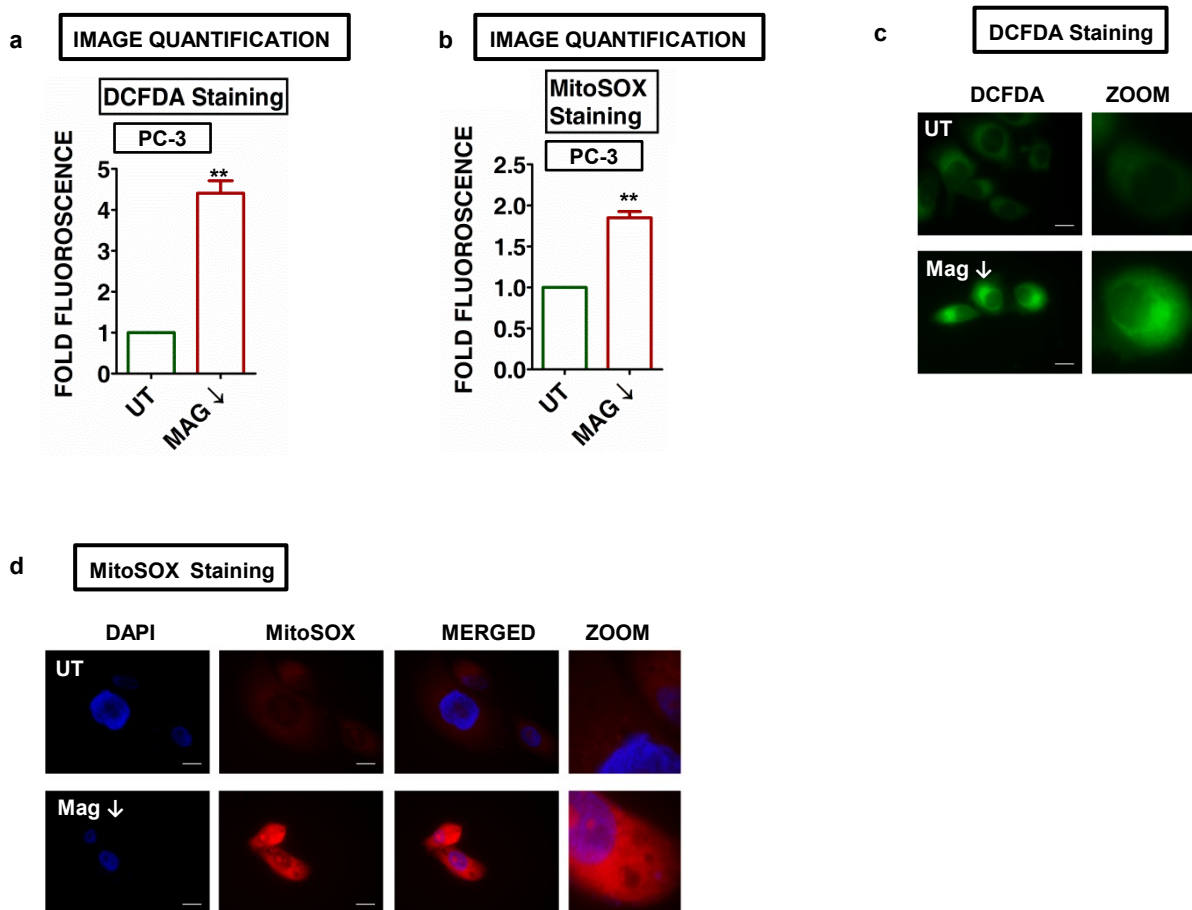 a
IMAGE QUANTIFICATION
DCFDA Staining
PC-3
FOLD FLUOROSCENCE
5
4
3
2
1
0
**
UT
MAG ↓
b
IMAGE QUANTIFICATION
MitoSOX
Staining
PC-3
FOLD FLUOROSCENCE
2.5
2.0
1.5
1.0
0.5
0.0
**
UT
MAG ↓
c
DCFDA Staining
DCFDA ZOOM
UT
Mag ↓
d
MitoSOX Staining
DAPI MitoSOX MERGED ZOOM
UT
Mag ↓